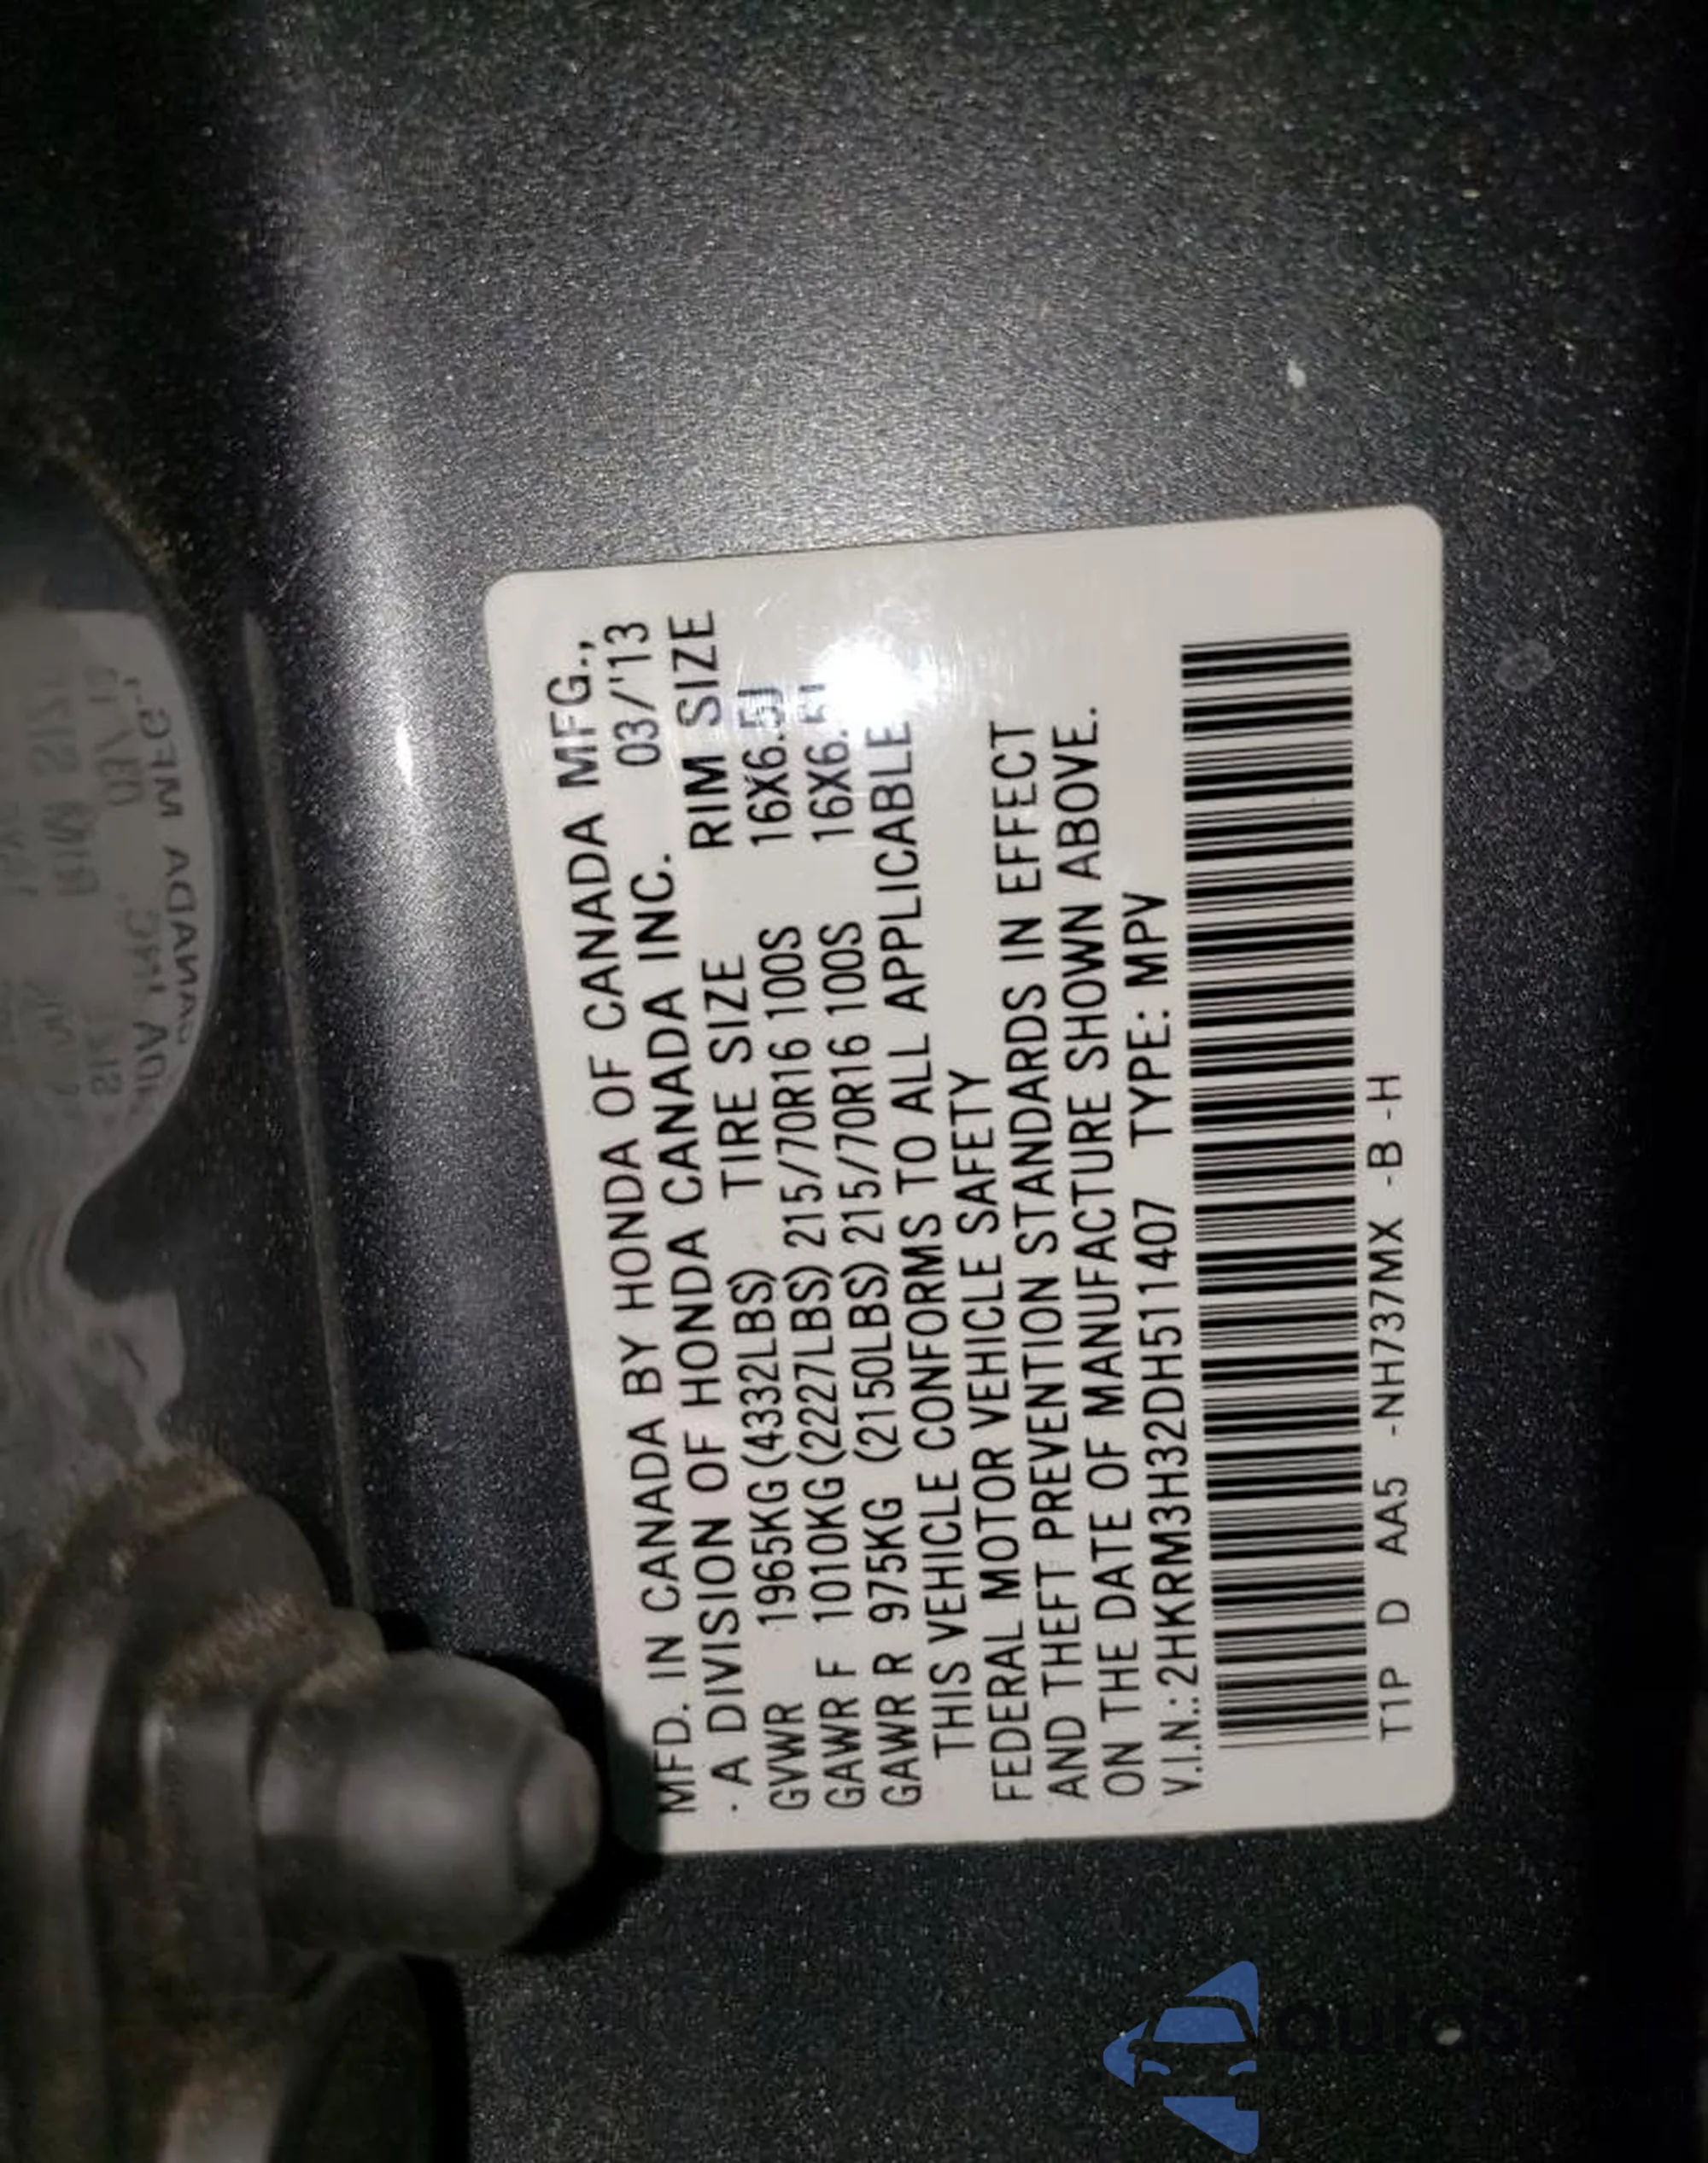 MFD. IN CANADA BY HONDA OF CANADA MFG.,
A DIVISION OF HONDA CANADA INC. 03/'13
TIRE SIZE RIM SIZE
GVWR 1965KG (4332LBS)
GAWR F 1010KG (2227LBS) 215/70R16 100S 16X6.5J
GAWR R 975KG (2150LBS) 215/70R16 100S 16X6.
THIS VEHICLE CONFORMS TO ALL APPLICABLE
FEDERAL MOTOR VEHICLE SAFETY
AND THEFT PREVENTION STANDARDS IN EFFECT
ON THE DATE OF MANUFACTURE SHOWN ABOVE.
V.I.N.: 2HKRM3H32DH511407 TYPE: MPV
T1P D AA5 -NH737MX -B -H